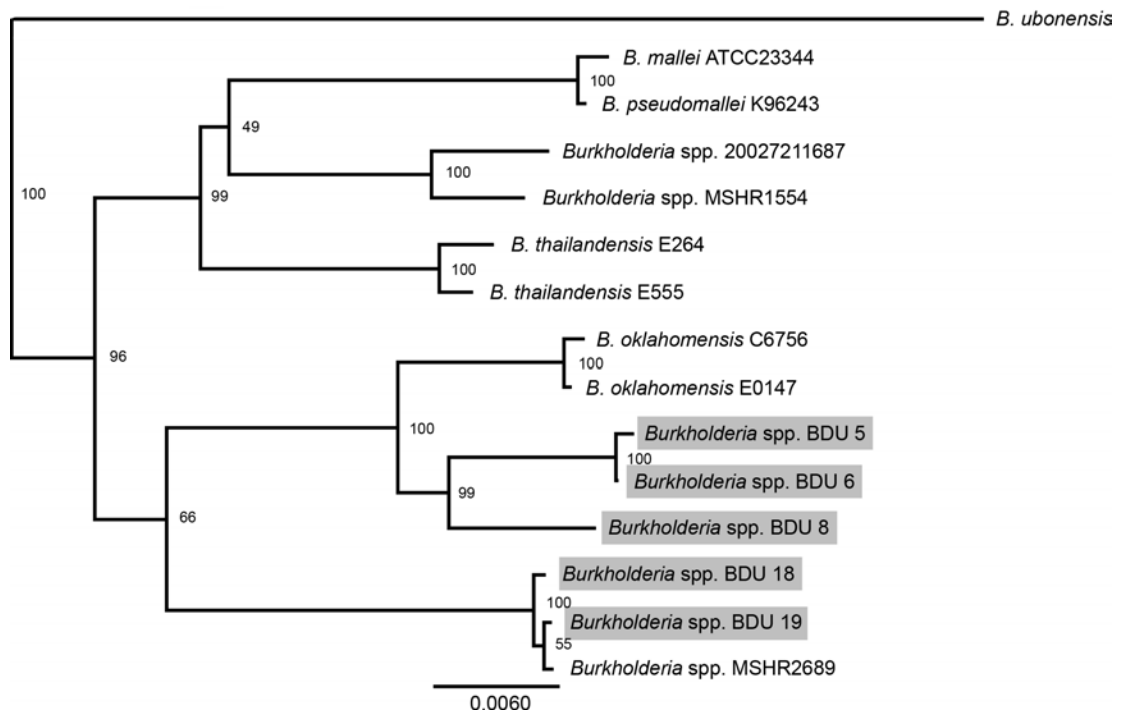 B. ubonensis
B. mallei ATCC23344
100
B. pseudomallei K96243
49
Burkholderia spp. 20027211687
100
100
99
Burkholderia spp. MSHR1554
B. thailandensis E264
100
B. thailandensis E555
B. oklahomensis C6756
96
100
B. oklahomensis E0147
100
Burkholderia spp. BDU 5
100
Burkholderia spp. BDU 6
99
66
Burkholderia spp. BDU 8
Burkholderia spp. BDU 18
100
Burkholderia spp. BDU 19
55
Burkholderia spp. MSHR2689
0.0060